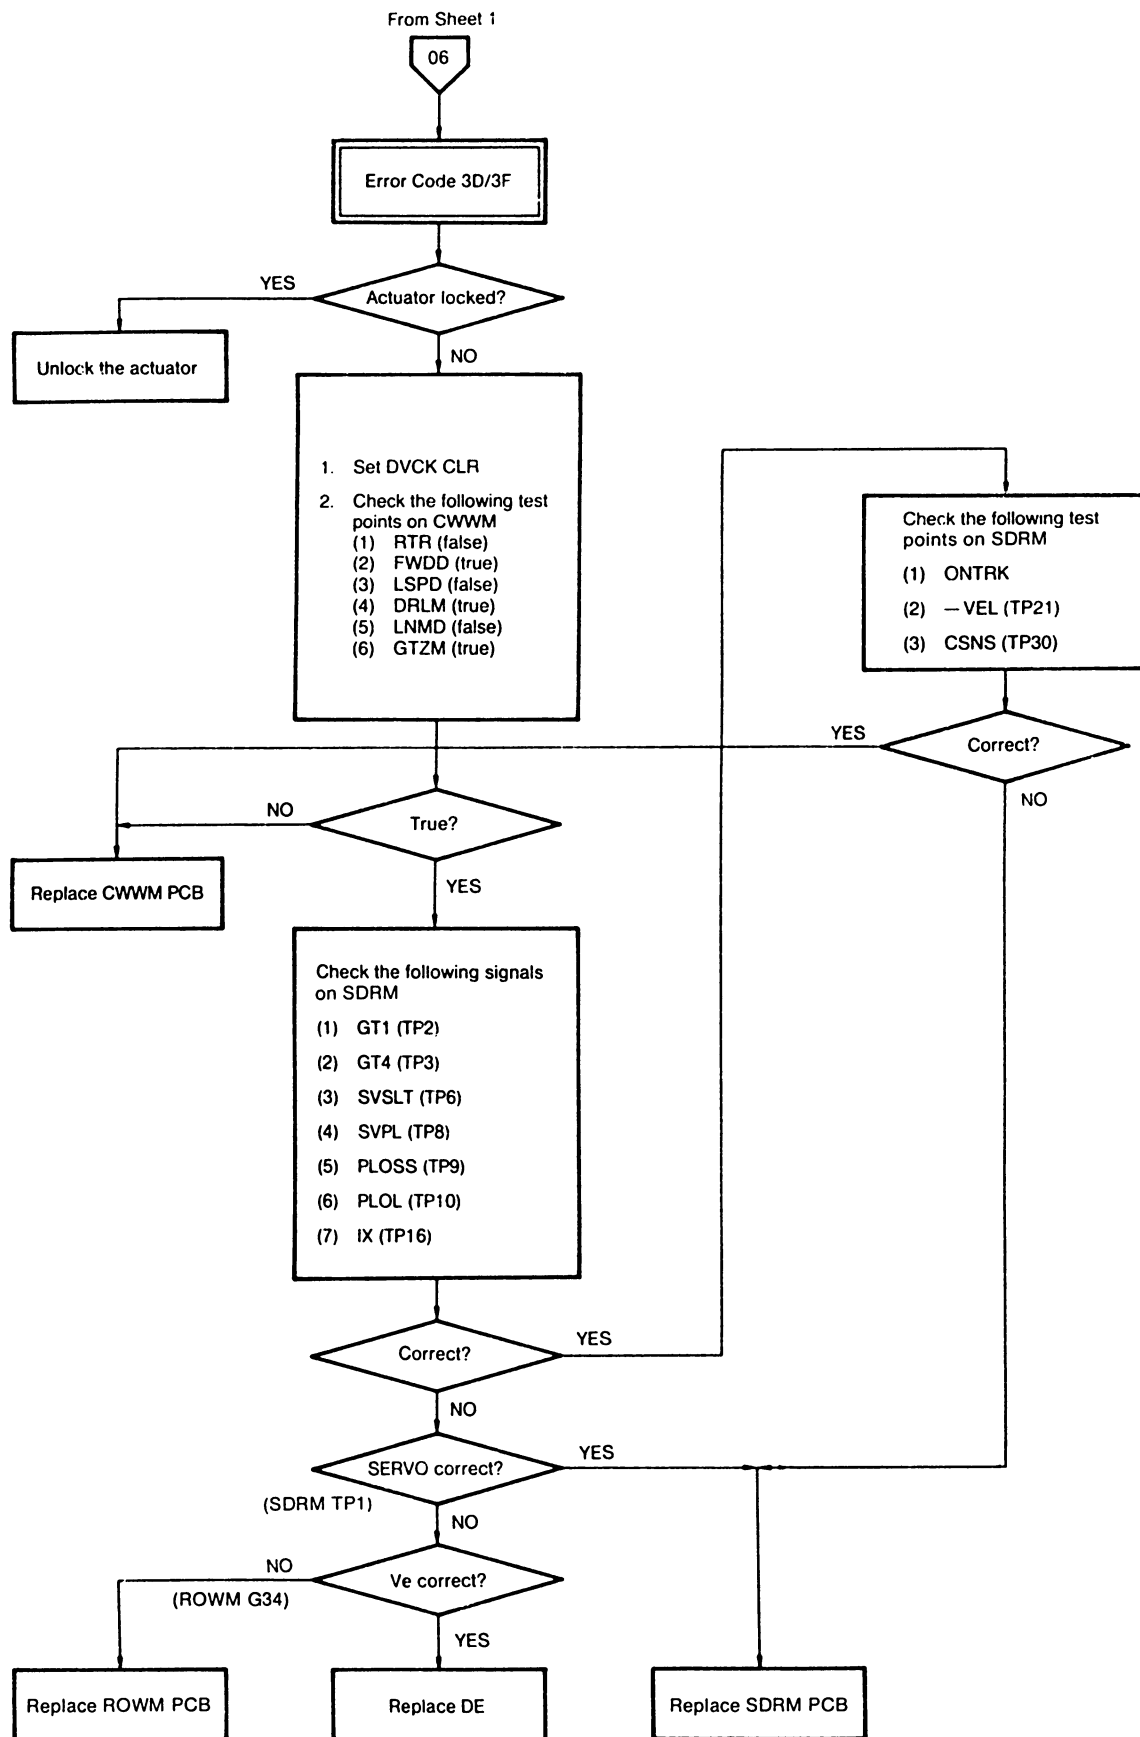 From Sheet 1
06
Error Code 3D/3F
YES
Actuator locked?
Unlock the actuator
NO
1. Set DVCK CLR
2. Check the following test
points on CWWM
(1) RTR (false)
(2) FWDD (true)
(3) LSPD (false)
(4) DRLM (true)
(5) LNMD (false)
(6) GTZM (true)
Check the following test
points on SDRM
(1) ONTRK
(2) —VEL (TP21)
(3) CSNS (TP30)
YES
Correct?
NO
NO
True?
Replace CWWM PCB
YES
Check the following signals
on SDRM
(1) GT1 (TP2)
(2) GT4 (TP3)
(3) SVSLT (TP6)
(4) SVPL (TP8)
(5) PLOSS (TP9)
(6) PLOL (TP10)
(7) IX (TP16)
Correct?
YES
NO
SERVO correct?
YES
(SDRM TP1)
NO
NO
Ve correct?
(ROWM G34)
YES
Replace ROWM PCB
Replace DE
Replace SDRM PCB